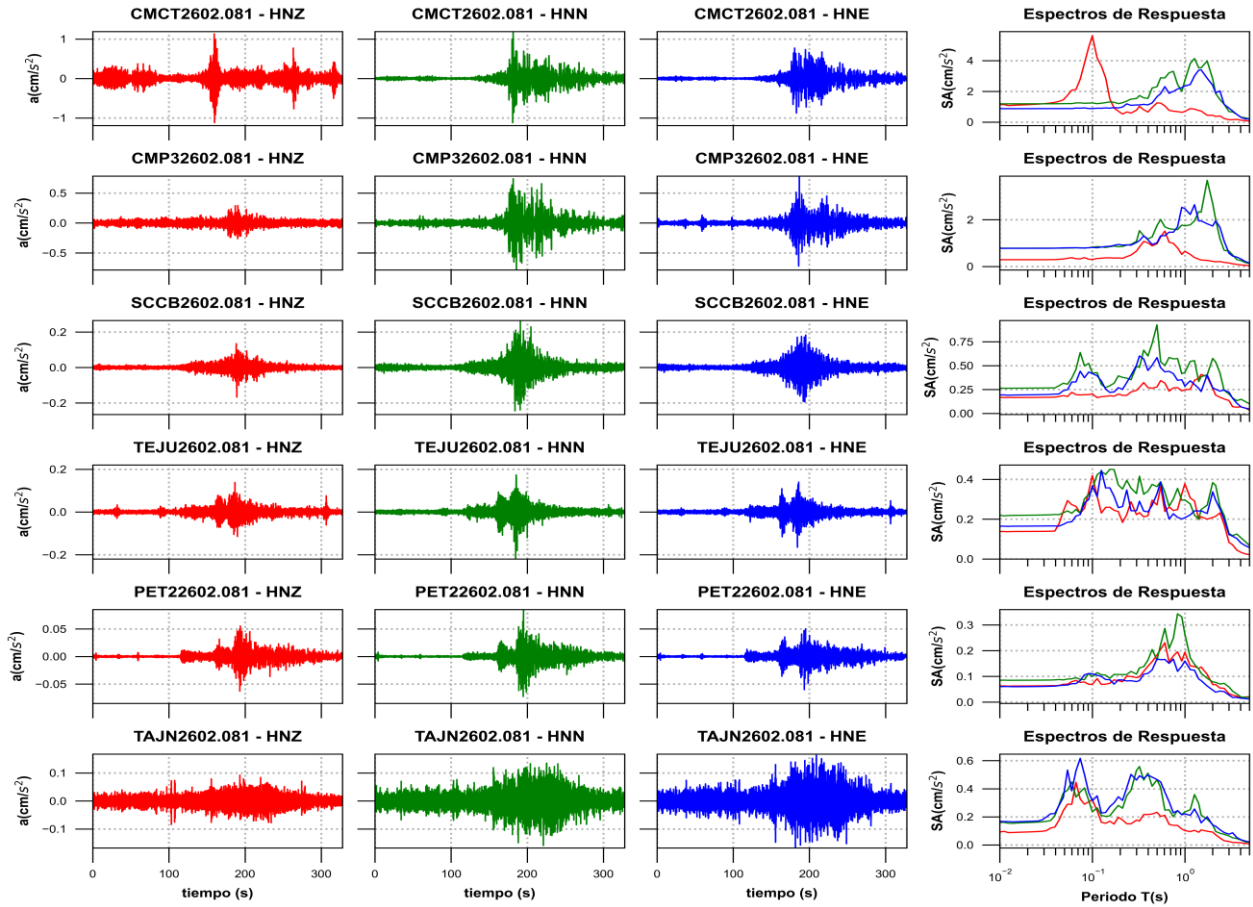 CMCT2602.081 - HNZ CMCT2602.081 - HNN CMCT2602.081 - HNE Espectros de Respuesta
a(cm/s²) 1 0 −1 SA(cm/s²) 4 2 0
CMP32602.081 - HNZ CMP32602.081 - HNN CMP32602.081 - HNE Espectros de Respuesta
a(cm/s²) 0.5 0.0 −0.5 SA(cm/s²) 2 0
SCCB2602.081 - HNZ SCCB2602.081 - HNN SCCB2602.081 - HNE Espectros de Respuesta
a(cm/s²) 0.2 0.0 −0.2 SA(cm/s²) 0.75 0.50 0.25 0.00
TEJU2602.081 - HNZ TEJU2602.081 - HNN TEJU2602.081 - HNE Espectros de Respuesta
a(cm/s²) 0.2 0.0 −0.2 SA(cm/s²) 0.4 0.2 0.0
PET22602.081 - HNZ PET22602.081 - HNN PET22602.081 - HNE Espectros de Respuesta
a(cm/s²) 0.05 0.00 −0.05 SA(cm/s²) 0.3 0.2 0.1 0.0
TAJN2602.081 - HNZ TAJN2602.081 - HNN TAJN2602.081 - HNE Espectros de Respuesta
a(cm/s²) 0.1 0.0 −0.1 SA(cm/s²) 0.6 0.4 0.2 0.0
0 100 200 300 0 100 200 300 0 100 200 300 10⁻² 10⁻¹ 10⁰
tiempo (s) tiempo (s) tiempo (s) Periodo T(s)